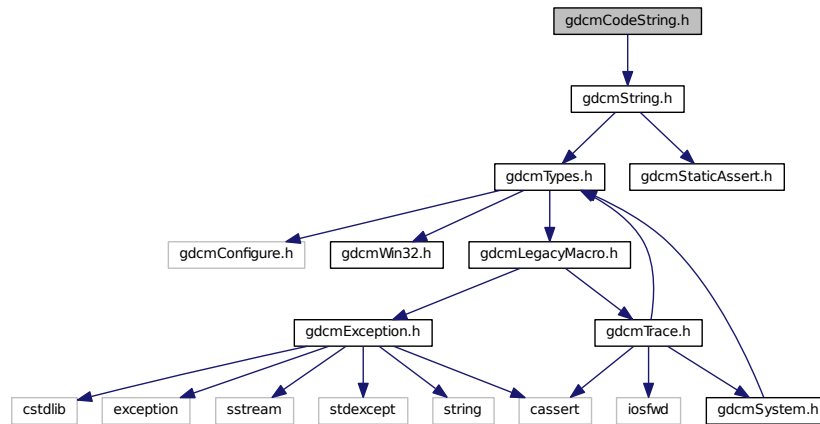 gdcmCodeString.h
gdcmString.h
gdcmTypes.h
gdcmStaticAssert.h
gdcmConfigure.h
gdcmWin32.h
gdcmLegacyMacro.h
gdcmException.h
gdcmTrace.h
cstdlib
exception
sstream
stdexcept
string
cassert
iosfwd
gdcmSystem.h